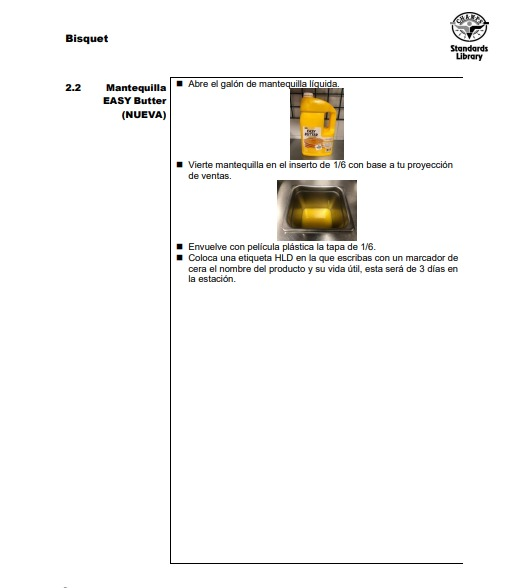 CHAMPS
Standards
Library
Bisquet
2.2 Mantequilla
EASY Butter
(NUEVA)
■ Abre el galón de mantequilla líquida.
EASY
BUTTER
■ Vierte mantequilla en el inserto de 1/6 con base a tu proyección
de ventas.
■ Envuelve con película plástica la tapa de 1/6.
■ Coloca una etiqueta HLD en la que escribas con un marcador de
cera el nombre del producto y su vida útil, esta será de 3 días en
la estación.